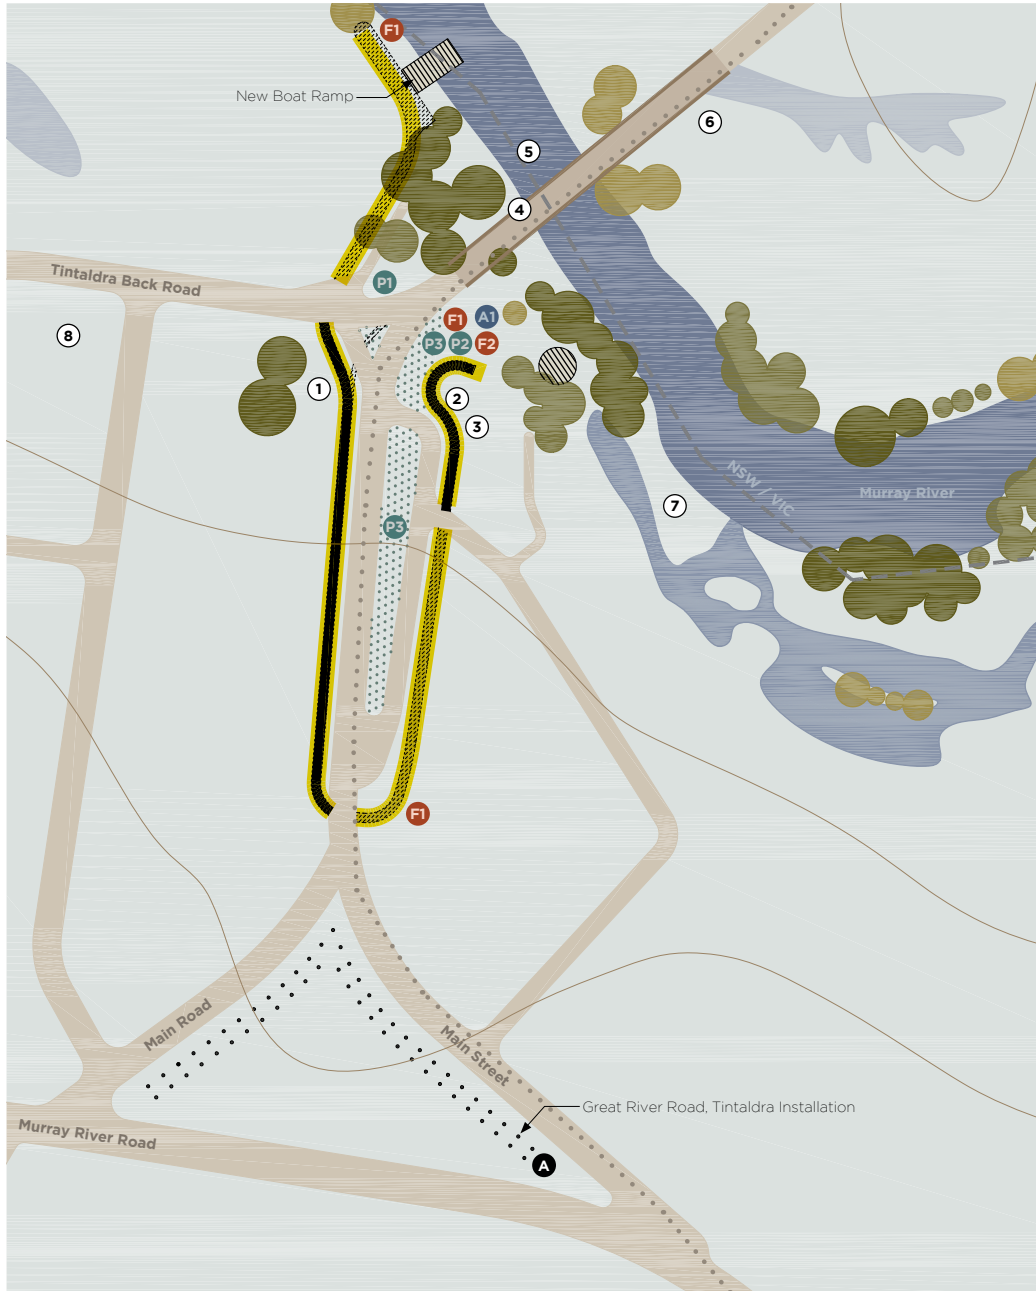 F1
New Boat Ramp
6
5
4
Tintaldra Back Road
P1
F1
A1
8
P3
P2
F2
1
2
3
NSW / VIC
Murray River
7
P3
F1
Main Road
Main Street
Great River Road, Tintaldra Installation
Murray River Road
A